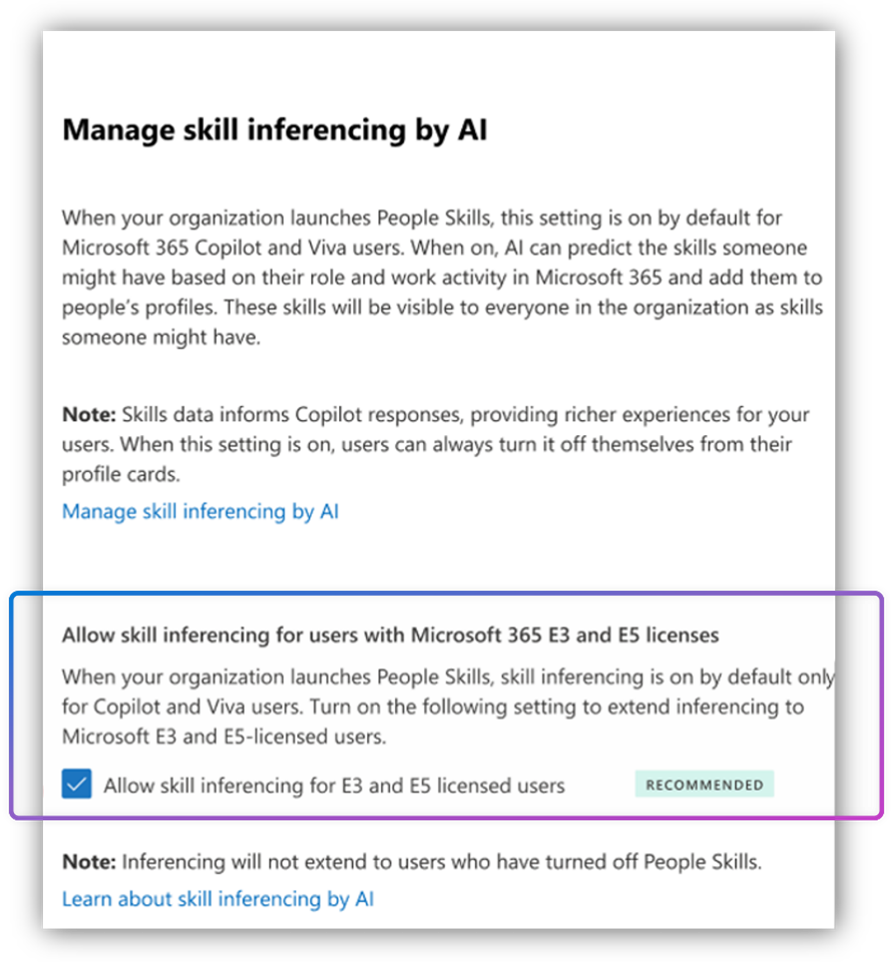 Manage skill inferencing by AI
When your organization launches People Skills, this setting is on by default for
Microsoft 365 Copilot and Viva users. When on, AI can predict the skills someone
might have based on their role and work activity in Microsoft 365 and add them to
people’s profiles. These skills will be visible to everyone in the organization as skills
someone might have.
Note: Skills data informs Copilot responses, providing richer experiences for your
users. When this setting is on, users can always turn it off themselves from their
profile cards.
Manage skill inferencing by AI
Allow skill inferencing for users with Microsoft 365 E3 and E5 licenses
When your organization launches People Skills, skill inferencing is on by default only
for Copilot and Viva users. Turn on the following setting to extend inferencing to
Microsoft E3 and E5-licensed users.
Allow skill inferencing for E3 and E5 licensed users RECOMMENDED
Note: Inferencing will not extend to users who have turned off People Skills.
Learn about skill inferencing by AI